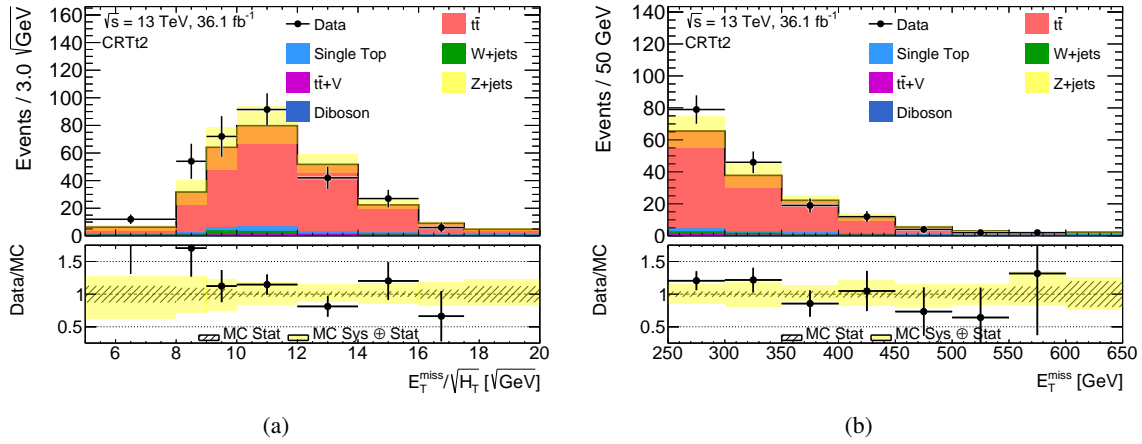 √s = 13 TeV, 36.1 fb⁻¹
CRTt2
Data
tt̄
Single Top
W+jets
tt̄+V
Z+jets
Diboson
Events / 3.0 √GeV
160
140
120
100
80
60
40
20
0
Data/MC
1.5
1
0.5
MC Stat
MC Sys ⊕ Stat
6 8 10 12 14 16 18 20
E_T^miss/√H_T [√GeV]
(a)
√s = 13 TeV, 36.1 fb⁻¹
CRTt2
Data
tt̄
Single Top
W+jets
tt̄+V
Z+jets
Diboson
Events / 50 GeV
140
120
100
80
60
40
20
0
Data/MC
1.5
1
0.5
MC Stat
MC Sys ⊕ Stat
250 300 350 400 450 500 550 600 650
E_T^miss [GeV]
(b)